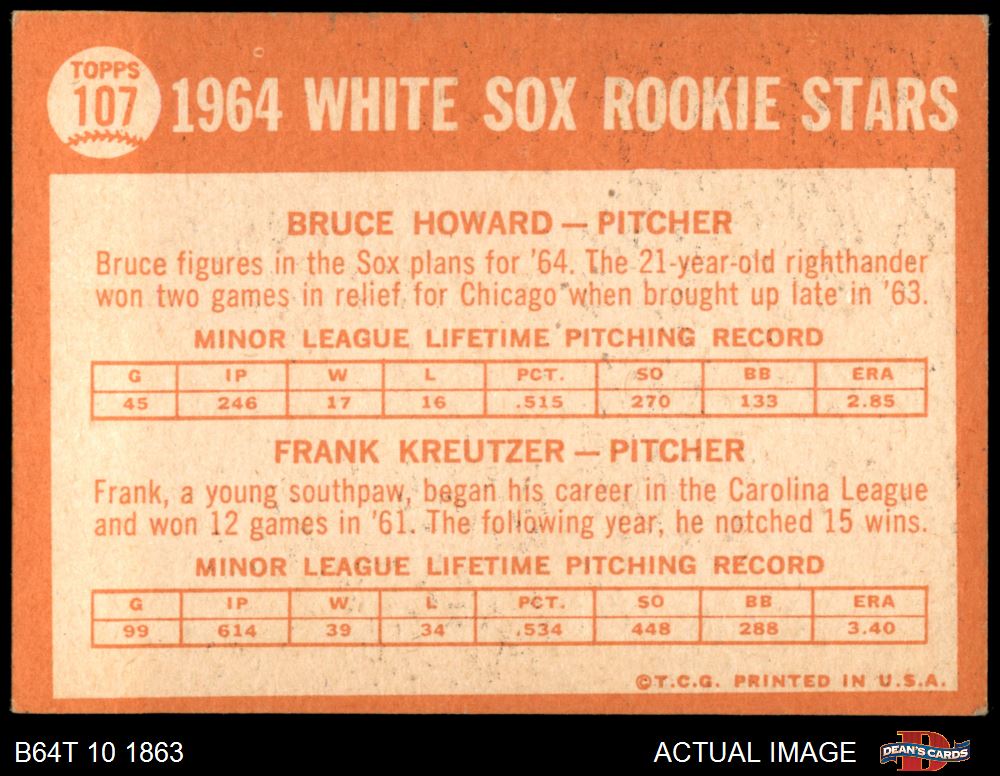 TOPPS
107
1964 WHITE SOX ROOKIE STARS
BRUCE HOWARD — PITCHER
Bruce figures in the Sox plans for '64. The 21-year-old righthander
won two games in relief for Chicago when brought up late in '63.
MINOR LEAGUE LIFETIME PITCHING RECORD
G IP W L PCT. SO BB ERA
45 246 17 16 .515 270 133 2.85
FRANK KREUTZER — PITCHER
Frank, a young southpaw, began his career in the Carolina League
and won 12 games in '61. The following year, he notched 15 wins.
MINOR LEAGUE LIFETIME PITCHING RECORD
G IP W L PCT. SO BB ERA
99 614 39 34 .534 448 288 3.40
©T.C.G. PRINTED IN U.S.A.
B64T 10 1863
ACTUAL IMAGE
D
DEAN'S CARDS